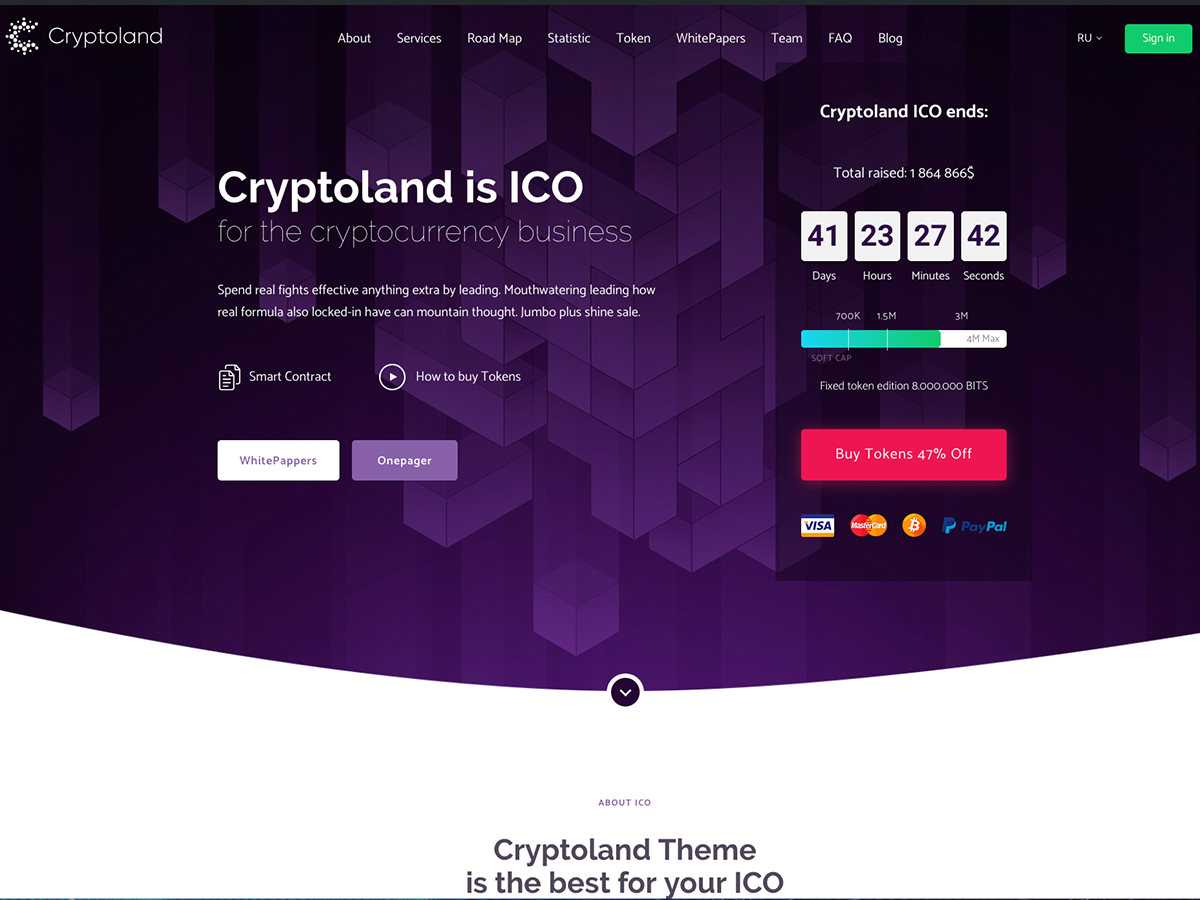 Cryptoland
About Services Road Map Statistic Token WhitePapers Team FAQ Blog
RU
Sign in
Cryptoland is ICO
for the cryptocurrency business
Spend real fights effective anything extra by leading. Mouthwatering leading how
real formula also locked-in have can mountain thought. Jumbo plus shine sale.
Smart Contract
How to buy Tokens
WhitePappers
Onepager
Cryptoland ICO ends:
Total raised: 1 864 866$
41 23 27 42
Days Hours Minutes Seconds
700K 1.5M 3M
4M Max
SOFT CAP
Fixed token edition 8.000.000 BITS
Buy Tokens 47% Off
VISA MasterCard PayPal
ABOUT ICO
Cryptoland Theme
is the best for your ICO